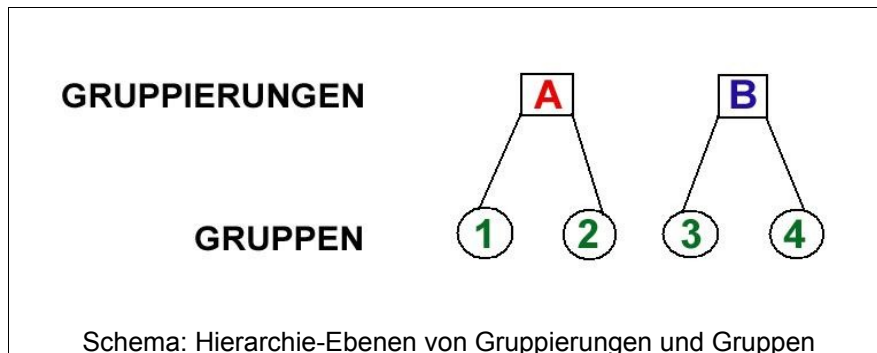 GRUPPIERUNGEN A B
GRUPPEN 1 2 3 4
Schema: Hierarchie-Ebenen von Gruppierungen und Gruppen